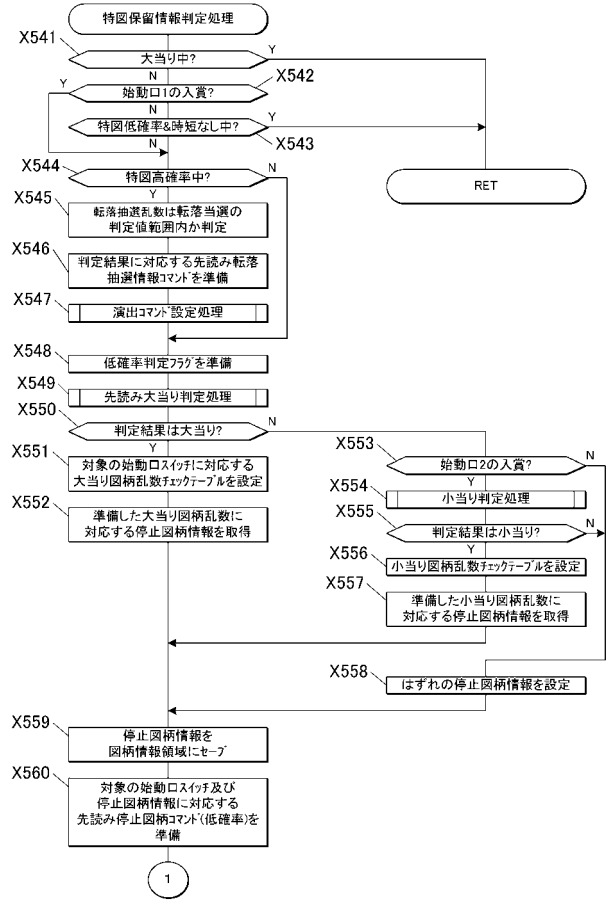 特図保留情報判定処理
X541
大当り中?
Y
N
X542
Y
始動口1の入賞?
N
特図低確率&時短なし中?
Y
X543
N
X544
特図高確率中?
N
Y
RET
X545
転落抽選乱数は転落当選の
判定値範囲内か判定
X546
判定結果に対応する先読み転落
抽選情報コマンドを準備
X547
演出コマンド設定処理
X548
低確率判定フラグを準備
X549
先読み大当り判定処理
X550
判定結果は大当り?
N
Y
X551
対象の始動口スイッチに対応する
大当り図柄乱数チェックテーブルを設定
X552
準備した大当り図柄乱数に
対応する停止図柄情報を取得
X553
始動口2の入賞?
N
Y
X554
小当り判定処理
X555
判定結果は小当り?
N
Y
X556
小当り図柄乱数チェックテーブルを設定
X557
準備した小当り図柄乱数に
対応する停止図柄情報を取得
X558
はずれの停止図柄情報を設定
X559
停止図柄情報を
図柄情報領域にセーブ
X560
対象の始動口スイッチ及び
停止図柄情報に対応する
先読み停止図柄コマンド(低確率)を
準備
1